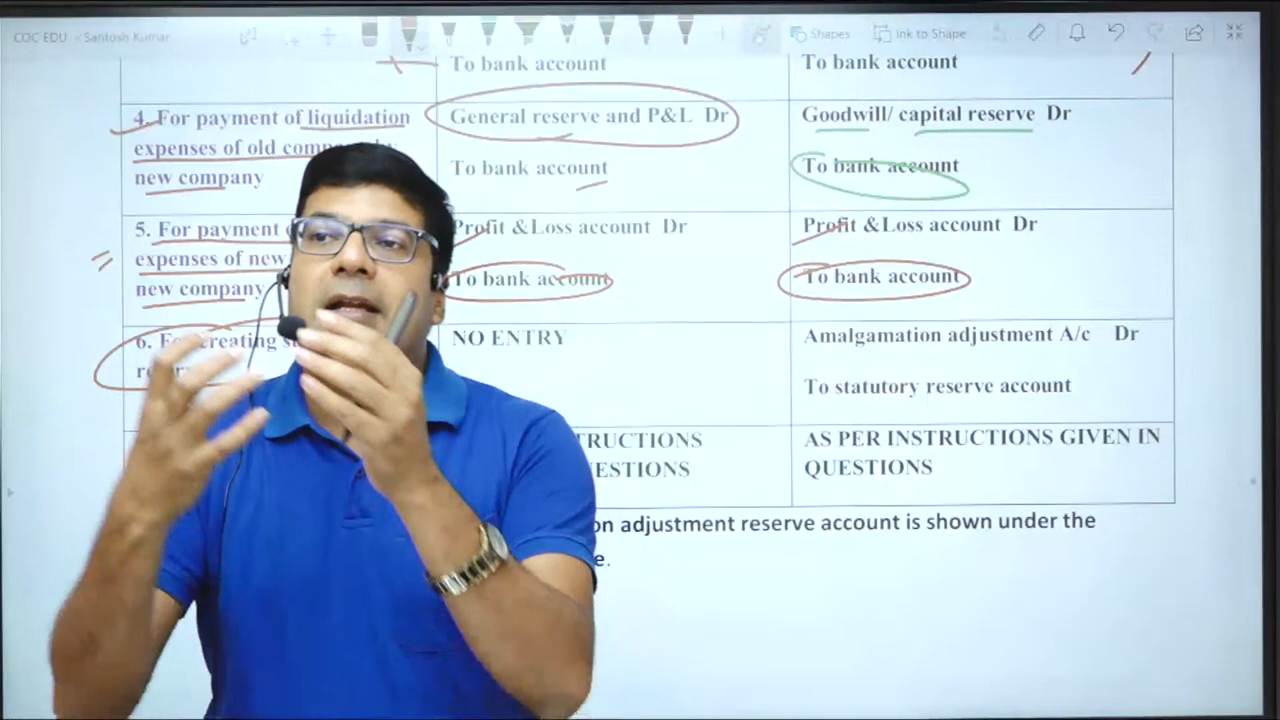 COC EDU. - Santosh Kumar
Shapes
Ink to Shape
To bank account
To bank account
4. For payment of liquidation
expenses of old
new company
General reserve and P&L Dr
To bank account
Goodwill/ capital reserve Dr
To bank account
5. For payment
expenses of new
new company
Profit &Loss account Dr
To bank account
Profit &Loss account Dr
To bank account
6. For creating
NO ENTRY
Amalgamation adjustment A/c Dr
To statutory reserve account
AS PER INSTRUCTIONS GIVEN IN
QUESTIONS
adjustment reserve account is shown under the